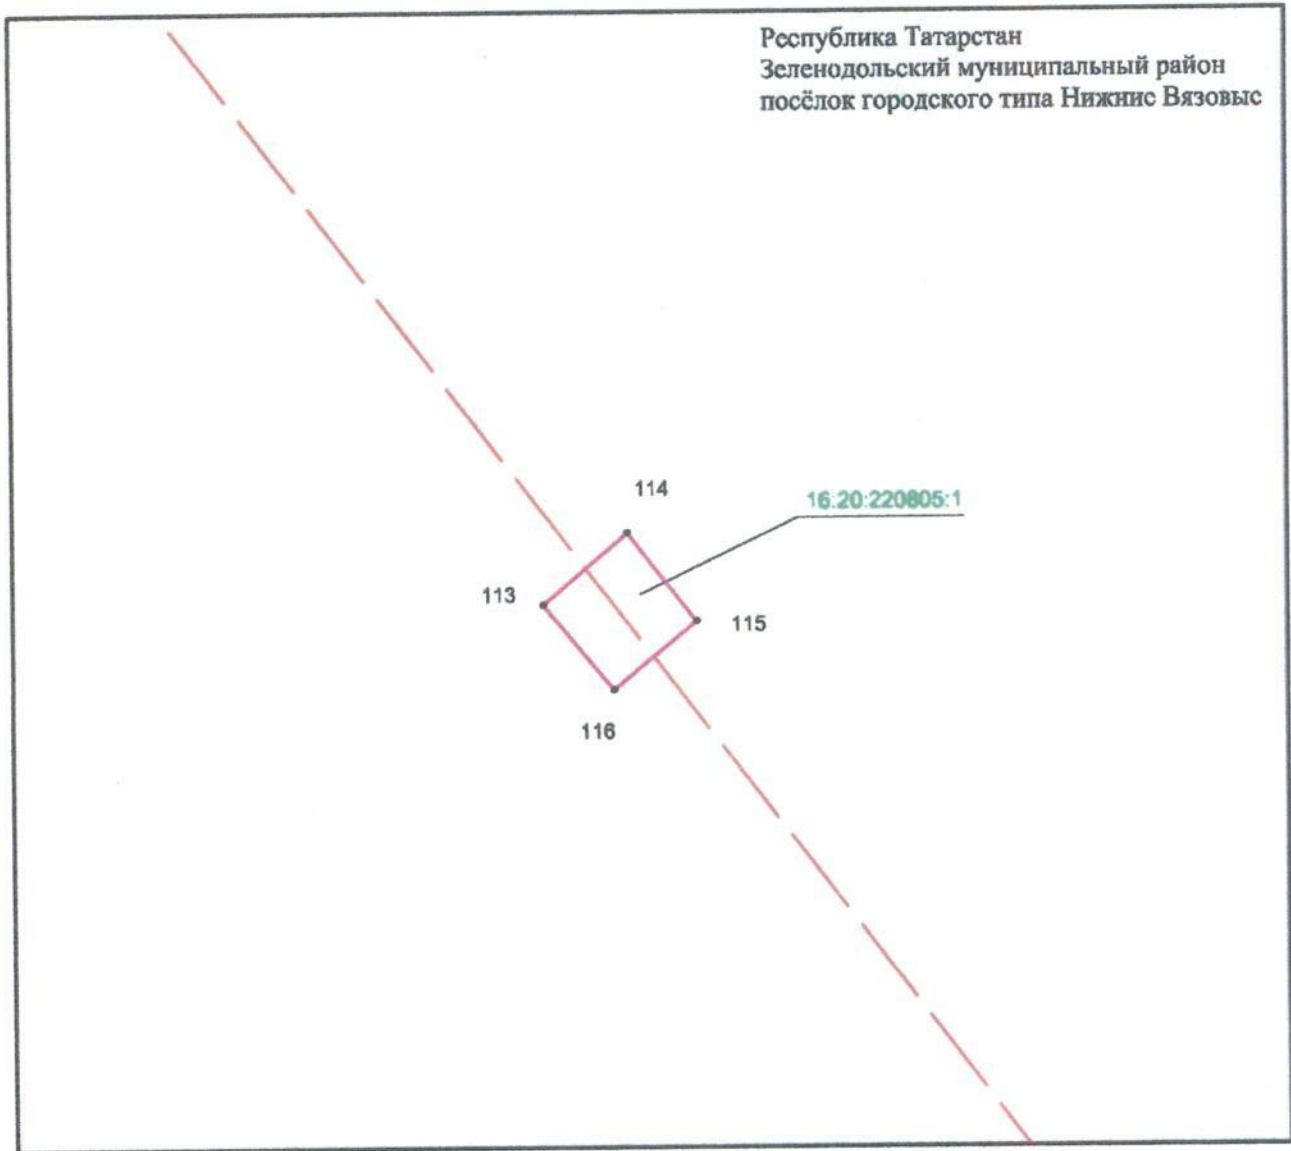 Республика Татарстан
Зеленодольский муниципальный район
посёлок городского типа Нижние Вязовые
114
16:20:220805:1
113
115
116